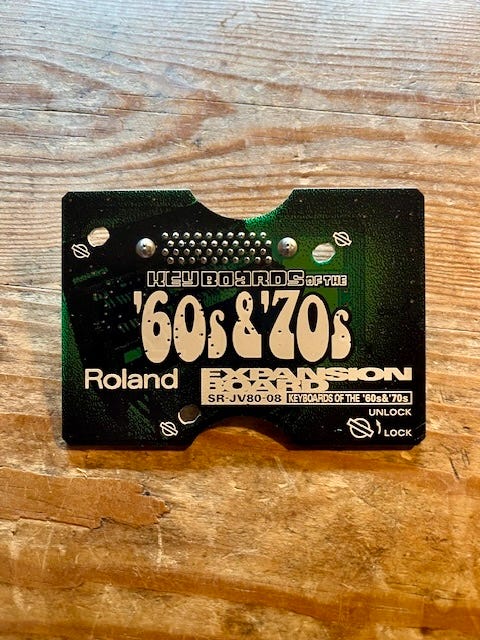 KEYBOARDS OF THE
'60s & '70s
Roland EXPANSION BOARD
SR-JV80-08 KEYBOARDS OF THE '60s&'70s
UNLOCK
LOCK